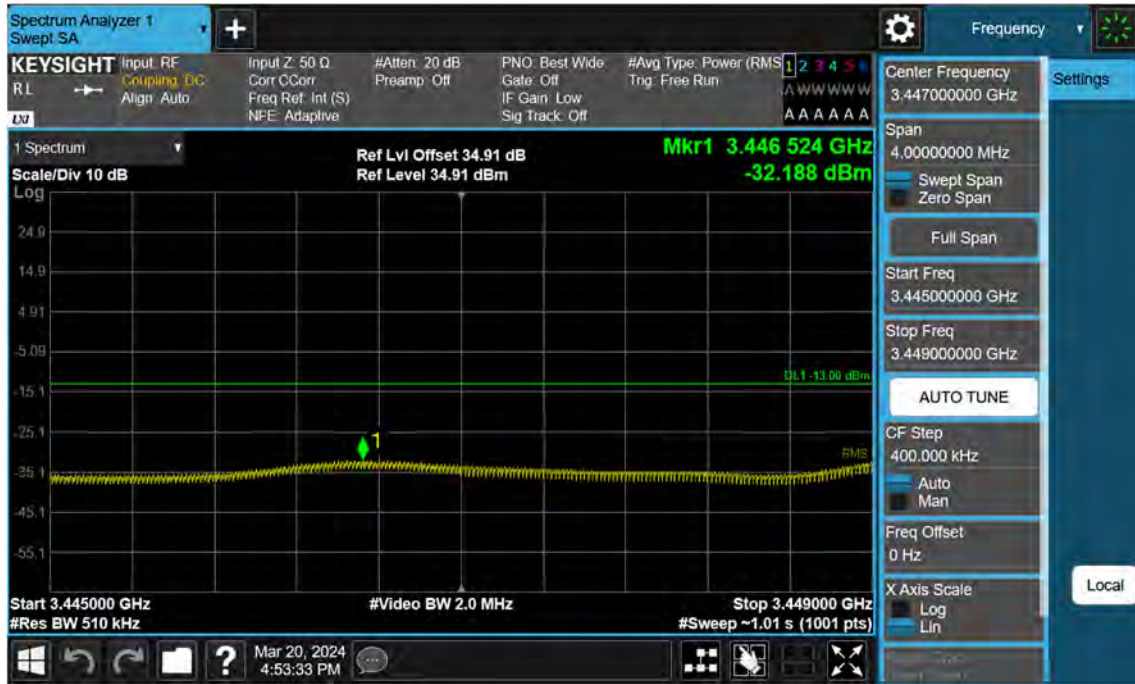 Spectrum Analyzer 1
Swept SA
Frequency
KEYSIGHT
RL
LXI
Input: RF
Coupling: DC
Align: Auto
Input Z: 50 Ω
Corr CCorr
Freq Ref: Int (S)
NFE: Adaptive
#Atten: 20 dB
Preamp: Off
PNO: Best Wide
Gate: Off
IF Gain: Low
Sig Track: Off
#Avg Type: Power (RMS
Trig: Free Run
1 2 3 4 5 6
A W W W W W
A A A A A A
1 Spectrum
Scale/Div 10 dB
Ref Lvl Offset 34.91 dB
Ref Level 34.91 dBm
Mkr1 3.446 524 GHz
-32.188 dBm
Log
24.9
14.9
4.91
-5.09
DL1 -13.00 dBm
-15.1
-25.1
1
RMS
-35.1
-45.1
-55.1
Start 3.445000 GHz
#Res BW 510 kHz
#Video BW 2.0 MHz
Stop 3.449000 GHz
#Sweep ~1.01 s (1001 pts)
Mar 20, 2024
4:53:33 PM
?
Center Frequency
3.447000000 GHz
Span
4.00000000 MHz
Swept Span
Zero Span
Full Span
Start Freq
3.445000000 GHz
Stop Freq
3.449000000 GHz
AUTO TUNE
CF Step
400.000 kHz
Auto
Man
Freq Offset
0 Hz
X Axis Scale
Log
Lin
Settings
Local